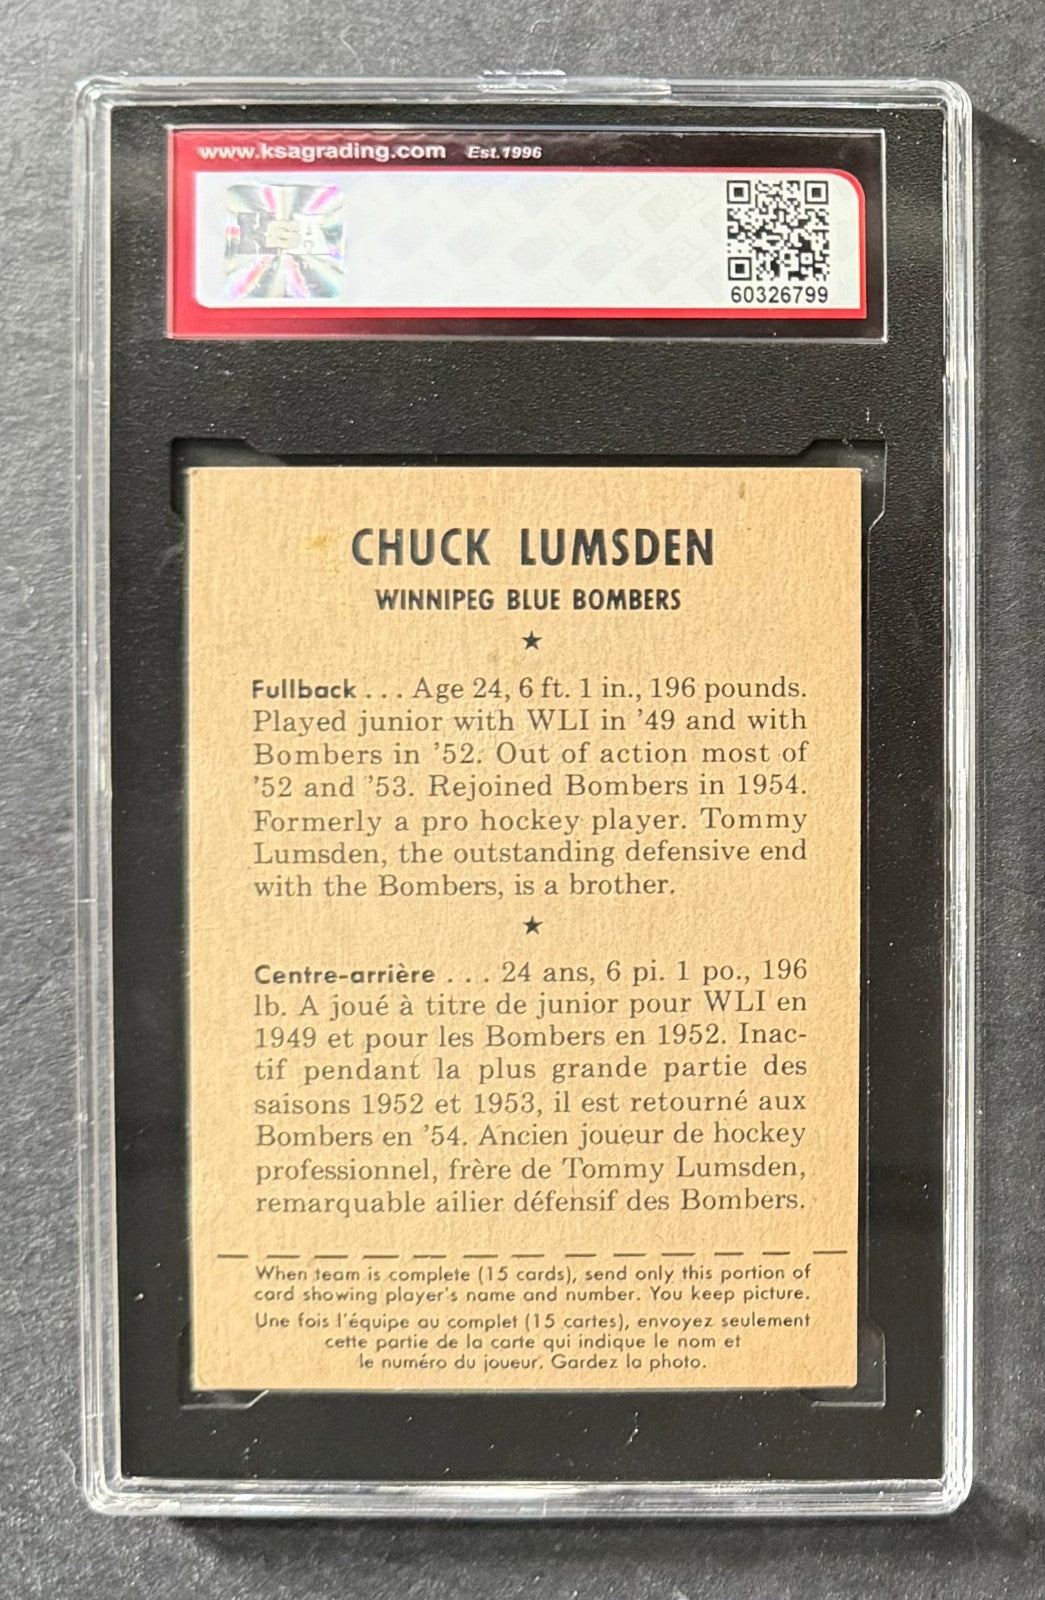 www.ksagrading.com Est.1996
KSA
60326799
CHUCK LUMSDEN
WINNIPEG BLUE BOMBERS
★
Fullback . . . Age 24, 6 ft. 1 in., 196 pounds.
Played junior with WLI in '49 and with
Bombers in '52. Out of action most of
'52 and '53. Rejoined Bombers in 1954.
Formerly a pro hockey player. Tommy
Lumsden, the outstanding defensive end
with the Bombers, is a brother.
★
Centre-arrière . . . 24 ans, 6 pi. 1 po., 196
lb. A joué à titre de junior pour WLI en
1949 et pour les Bombers en 1952. Inac-
tif pendant la plus grande partie des
saisons 1952 et 1953, il est retourné aux
Bombers en '54. Ancien joueur de hockey
professionnel, frère de Tommy Lumsden,
remarquable ailier défensif des Bombers.
When team is complete (15 cards), send only this portion of
card showing player's name and number. You keep picture.
Une fois l'équipe au complet (15 cartes), envoyez seulement
cette partie de la carte qui indique le nom et
le numéro du joueur. Gardez la photo.